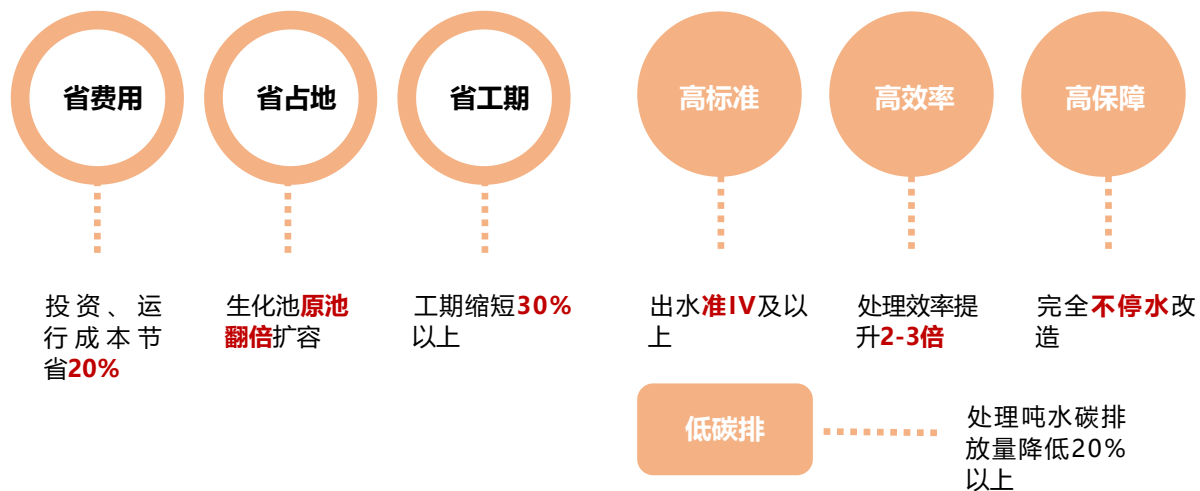 省费用
省占地
省工期
高标准
高效率
高保障
投资、运
行成本节
省20%
生化池原池
翻倍扩容
工期缩短30%
以上
出水准IV及以
上
处理效率提
升2-3倍
完全不停水改
造
低碳排
处理吨水碳排
放量降低20%
以上